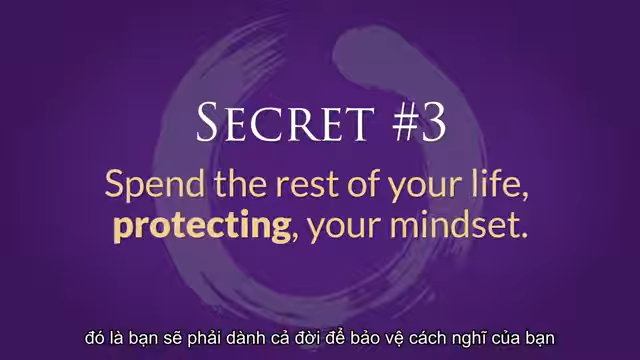 SECRET #3
Spend the rest of your life,
protecting, your mindset.
đó là bạn sẽ phải dành cả đời để bảo vệ cách nghĩ của bạn